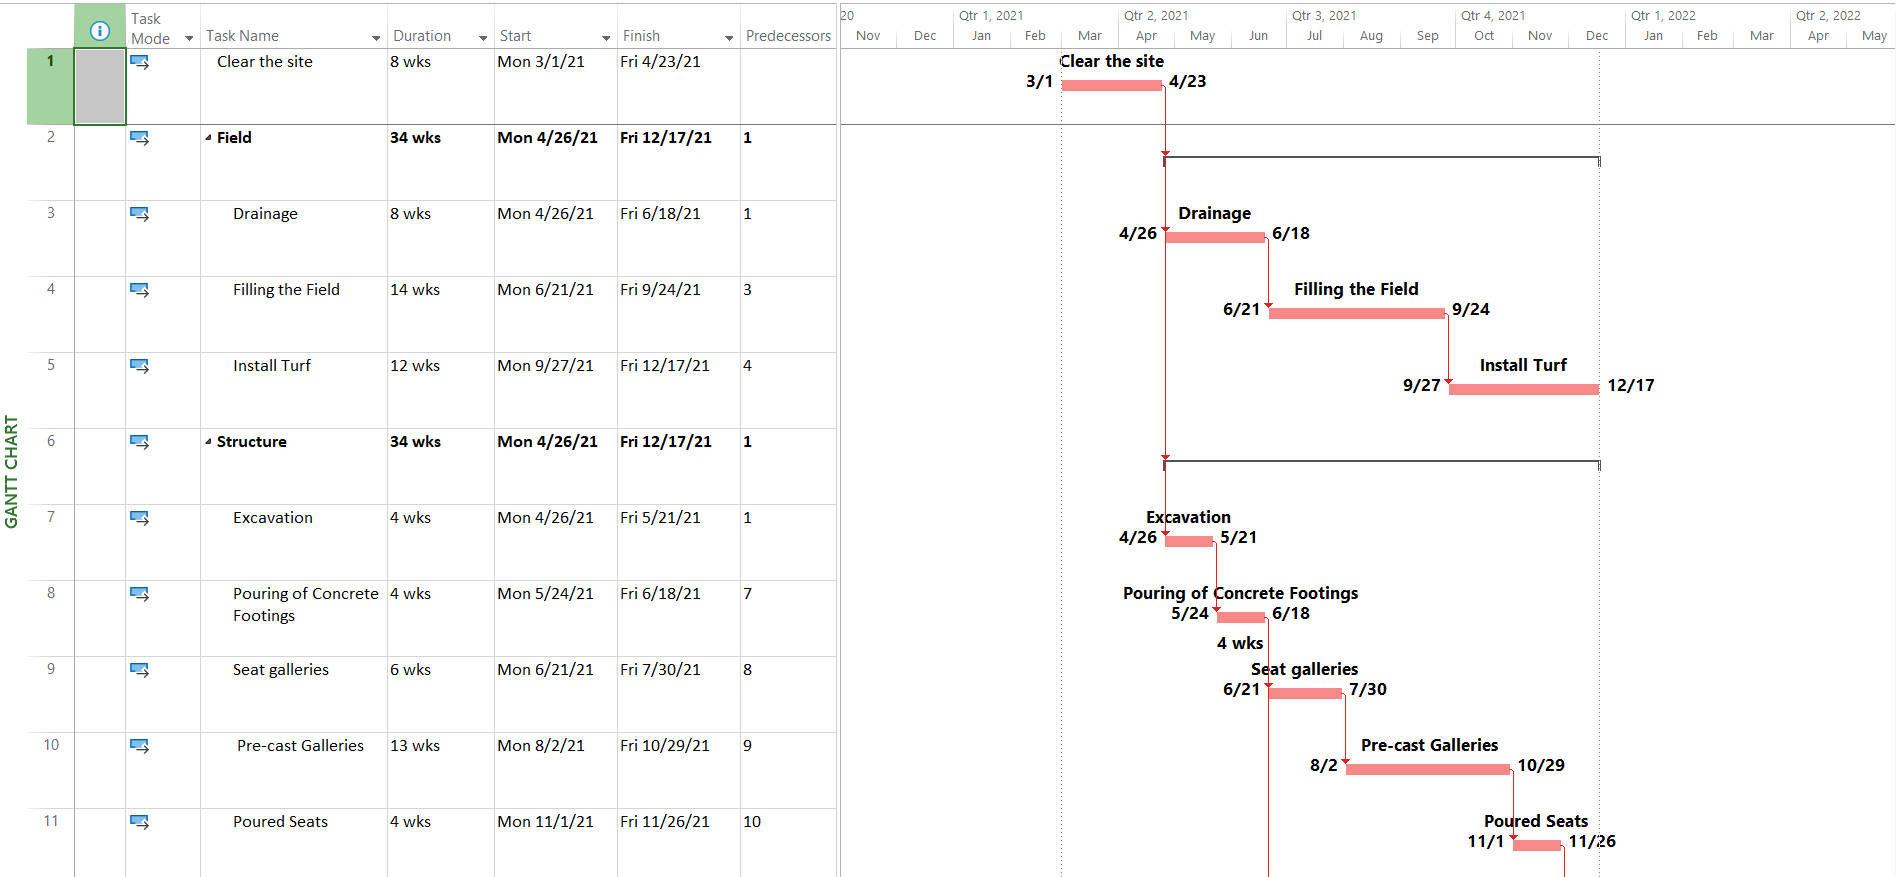 Task Mode Task Name Duration Start Finish Predecessors
20 Qtr 1, 2021 Qtr 2, 2021 Qtr 3, 2021 Qtr 4, 2021 Qtr 1, 2022 Qtr 2, 2022
Nov Dec Jan Feb Mar Apr May Jun Jul Aug Sep Oct Nov Dec Jan Feb Mar Apr May
GANTT CHART
1 Clear the site 8 wks Mon 3/1/21 Fri 4/23/21
Clear the site
3/1 4/23
2 Field 34 wks Mon 4/26/21 Fri 12/17/21 1
3 Drainage 8 wks Mon 4/26/21 Fri 6/18/21 1
Drainage
4/26 6/18
4 Filling the Field 14 wks Mon 6/21/21 Fri 9/24/21 3
Filling the Field
6/21 9/24
5 Install Turf 12 wks Mon 9/27/21 Fri 12/17/21 4
Install Turf
9/27 12/17
6 Structure 34 wks Mon 4/26/21 Fri 12/17/21 1
7 Excavation 4 wks Mon 4/26/21 Fri 5/21/21 1
Excavation
4/26 5/21
8 Pouring of Concrete 4 wks Mon 5/24/21 Fri 6/18/21 7
Footings
Pouring of Concrete Footings
5/24 6/18
4 wks
9 Seat galleries 6 wks Mon 6/21/21 Fri 7/30/21 8
Seat galleries
6/21 7/30
10 Pre-cast Galleries 13 wks Mon 8/2/21 Fri 10/29/21 9
Pre-cast Galleries
8/2 10/29
11 Poured Seats 4 wks Mon 11/1/21 Fri 11/26/21 10
Poured Seats
11/1 11/26